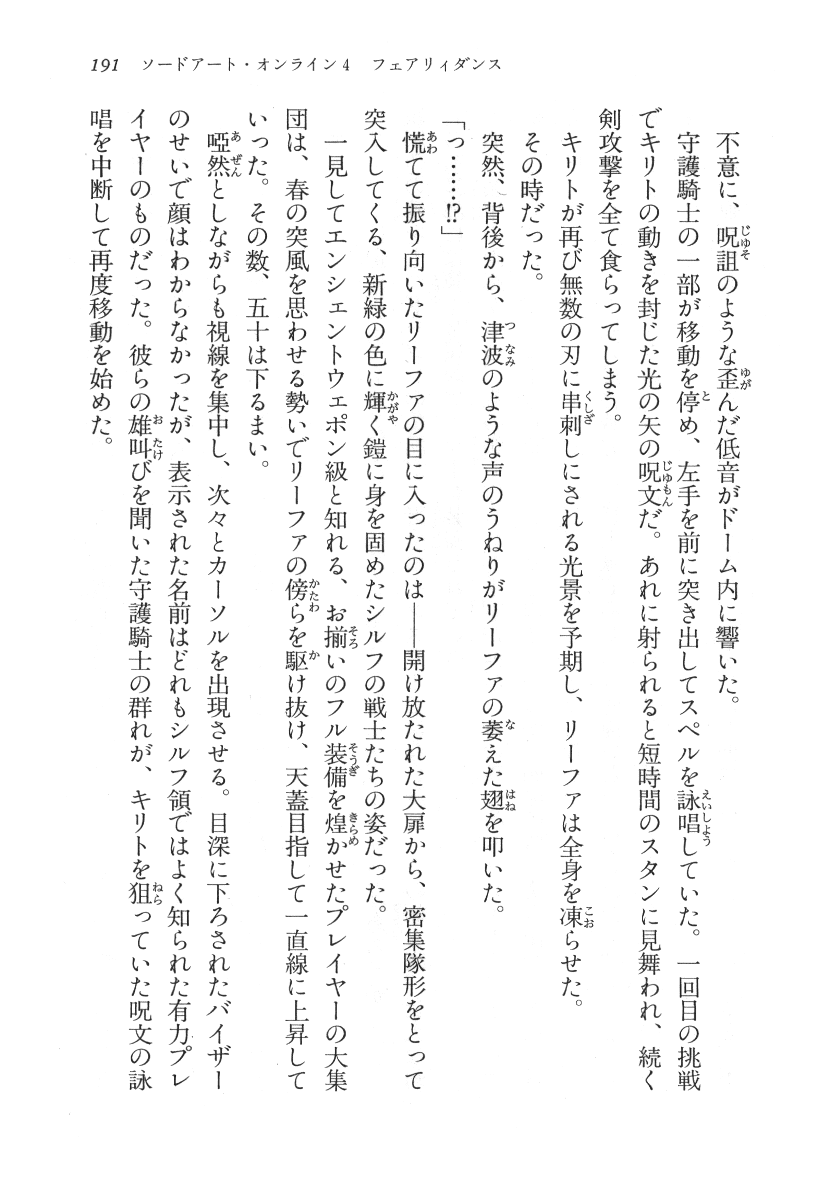 191　ソードアート・オンライン4　フェアリィダンス
　不意に、呪詛のような歪んだ低音がドーム内に響いた。
　守護騎士の一部が移動を停め、左手を前に突き出してスペルを詠唱していた。一回目の挑戦
でキリトの動きを封じた光の矢の呪文だ。あれに射られると短時間のスタンに見舞われ、続く
剣攻撃を全て食らってしまう。
　キリトが再び無数の刃に串刺しにされる光景を予期し、リーファは全身を凍らせた。
　その時だった。
　突然、背後から、津波のような声のうねりがリーファの萎えた翅を叩いた。
「っ……!?」
　慌てて振り向いたリーファの目に入ったのは――開け放たれた大扉から、密集隊形をとって
突入してくる、新緑の色に輝く鎧に身を固めたシルフの戦士たちの姿だった。
　一見してエンシェントウェポン級と知れる、お揃いのフル装備を煌かせたプレイヤーの大集
団は、春の突風を思わせる勢いでリーファの傍らを駆け抜け、天蓋目指して一直線に上昇して
いった。その数、五十は下るまい。
　啞然としながらも視線を集中し、次々とカーソルを出現させる。目深に下ろされたバイザー
のせいで顔はわからなかったが、表示された名前はどれもシルフ領ではよく知られた有力プレ
イヤーのものだった。彼らの雄叫びを聞いた守護騎士の群れが、キリトを狙っていた呪文の詠
唱を中断して再度移動を始めた。